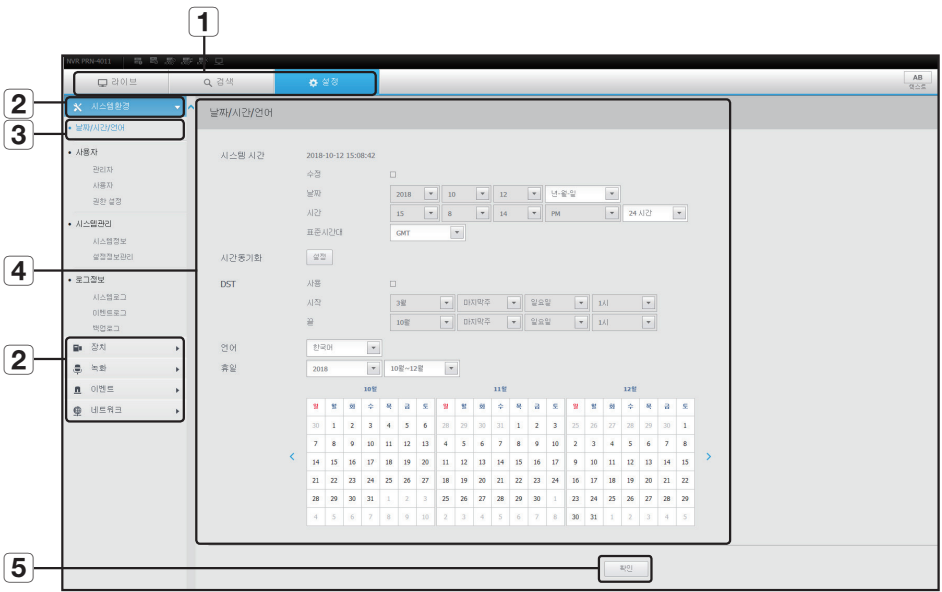 1
NVR PRN-4011
라이브 검색 설정
AB
텍스트
2
시스템환경
3
날짜/시간/언어
사용자
관리자
사용자
권한 설정
시스템관리
시스템정보
설정정보관리
4
로그정보
시스템로그
이벤트로그
백업로그
2
장치
녹화
이벤트
네트워크
날짜/시간/언어
시스템 시간 2018-10-12 15:08:42
수정
날짜 2018 10 12 년-월-일
시간 15 8 14 PM 24 시간
표준시간대 GMT
시간동기화 설정
DST 사용
시작 3월 마지막주 일요일 1시
끝 10월 마지막주 일요일 1시
언어 한국어
휴일 2018 10월~12월
10월 11월 12월
일 월 화 수 목 금 토 일 월 화 수 목 금 토 일 월 화 수 목 금 토
30 1 2 3 4 5 6 28 29 30 31 1 2 3 25 26 27 28 29 30 1
7 8 9 10 11 12 13 4 5 6 7 8 9 10 2 3 4 5 6 7 8
14 15 16 17 18 19 20 11 12 13 14 15 16 17 9 10 11 12 13 14 15
21 22 23 24 25 26 27 18 19 20 21 22 23 24 16 17 18 19 20 21 22
28 29 30 31 1 2 3 25 26 27 28 29 30 1 23 24 25 26 27 28 29
4 5 6 7 8 9 10 2 3 4 5 6 7 8 30 31 1 2 3 4 5
5
확인